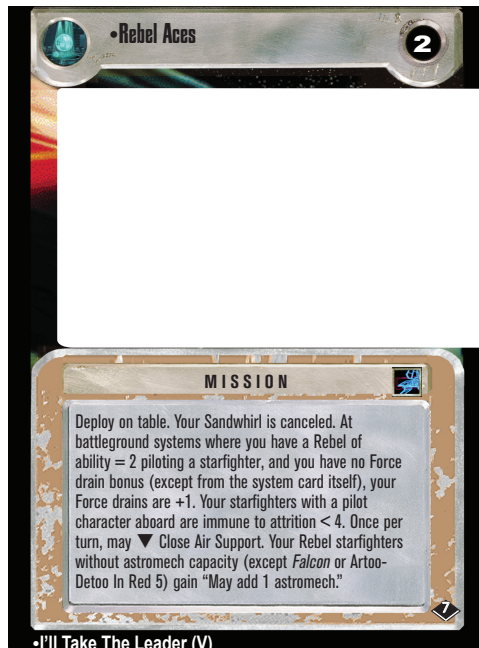 •Rebel Aces
2
MISSION
Deploy on table. Your Sandwhirl is canceled. At
battleground systems where you have a Rebel of
ability = 2 piloting a starfighter, and you have no Force
drain bonus (except from the system card itself), your
Force drains are +1. Your starfighters with a pilot
character aboard are immune to attrition < 4. Once per
turn, may ▼ Close Air Support. Your Rebel starfighters
without astromech capacity (except Falcon or Artoo-
Detoo In Red 5) gain “May add 1 astromech.”
7
•I'll Take The Leader (V)